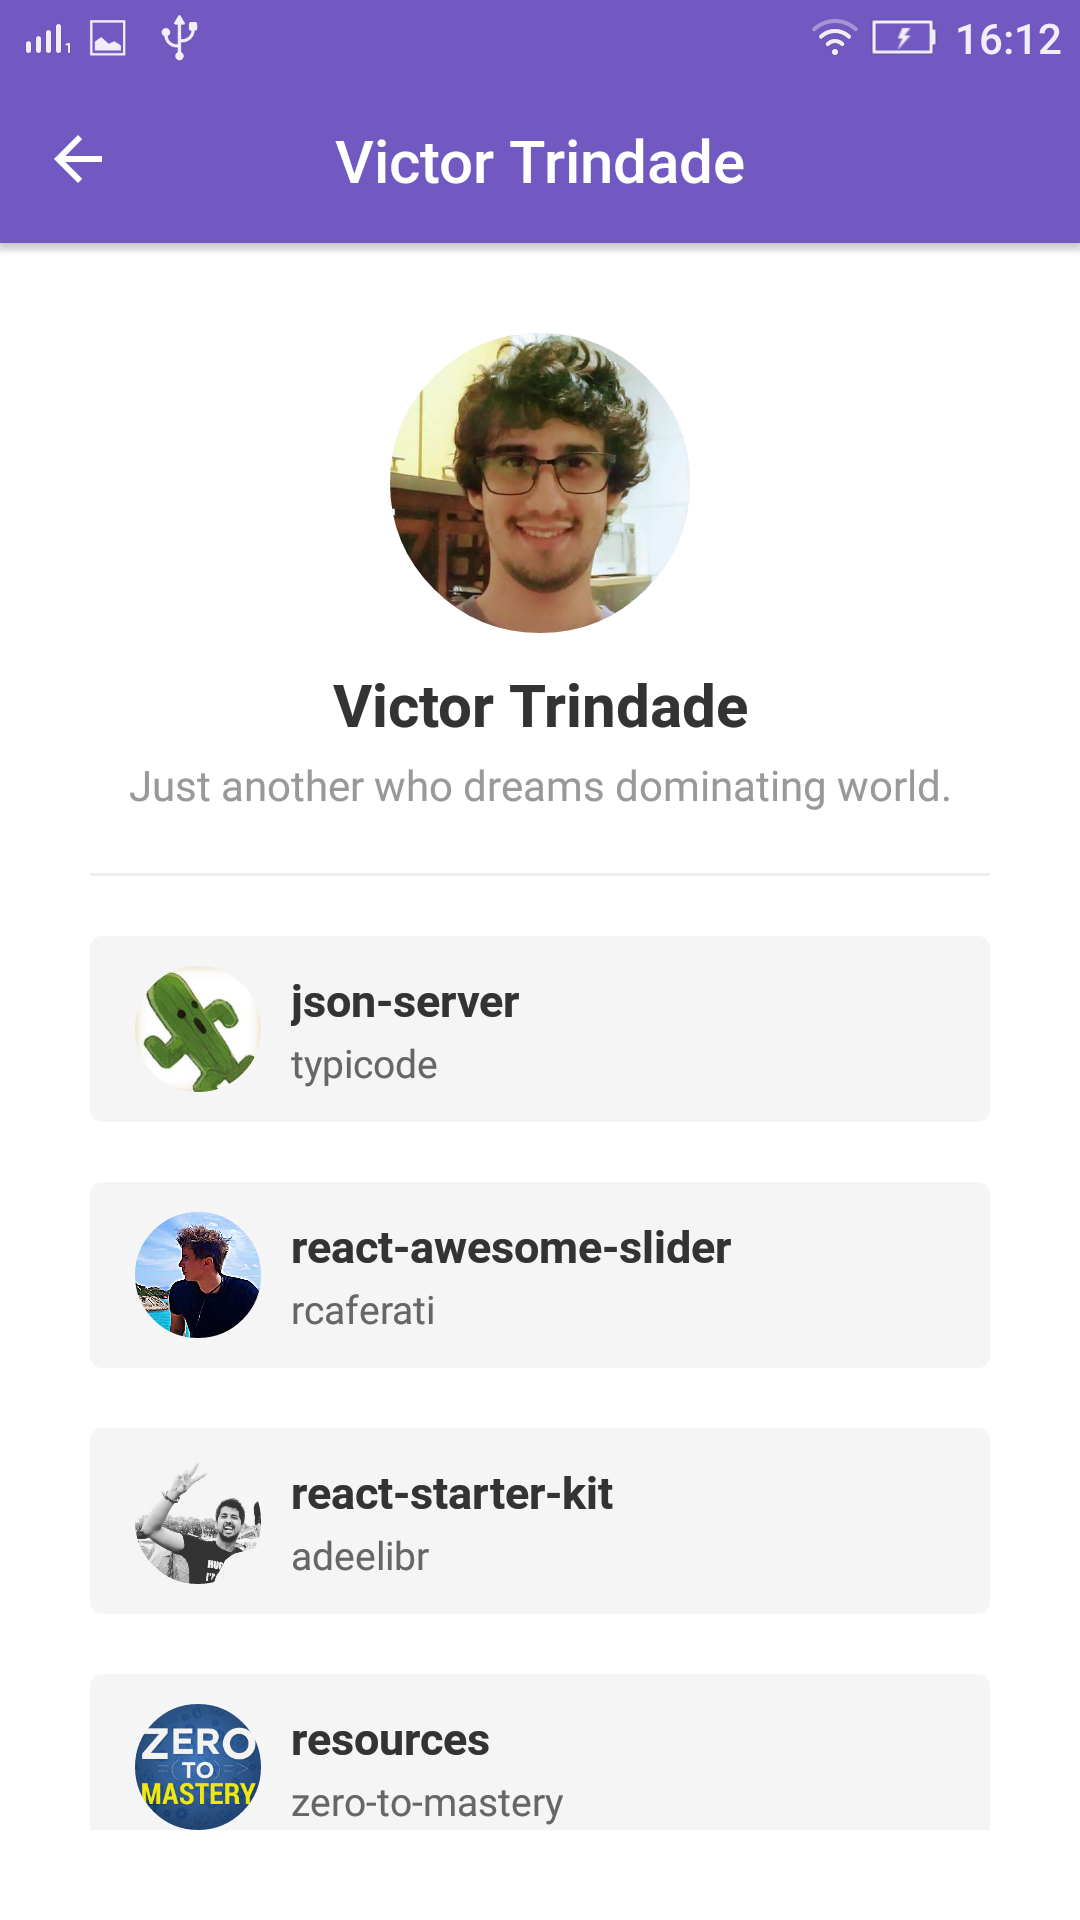 1 16:12
Victor Trindade
Victor Trindade
Just another who dreams dominating world.
json-server
typicode
react-awesome-slider
rcaferati
react-starter-kit
adeelibr
ZERO
TO
MASTERY
resources
zero-to-mastery